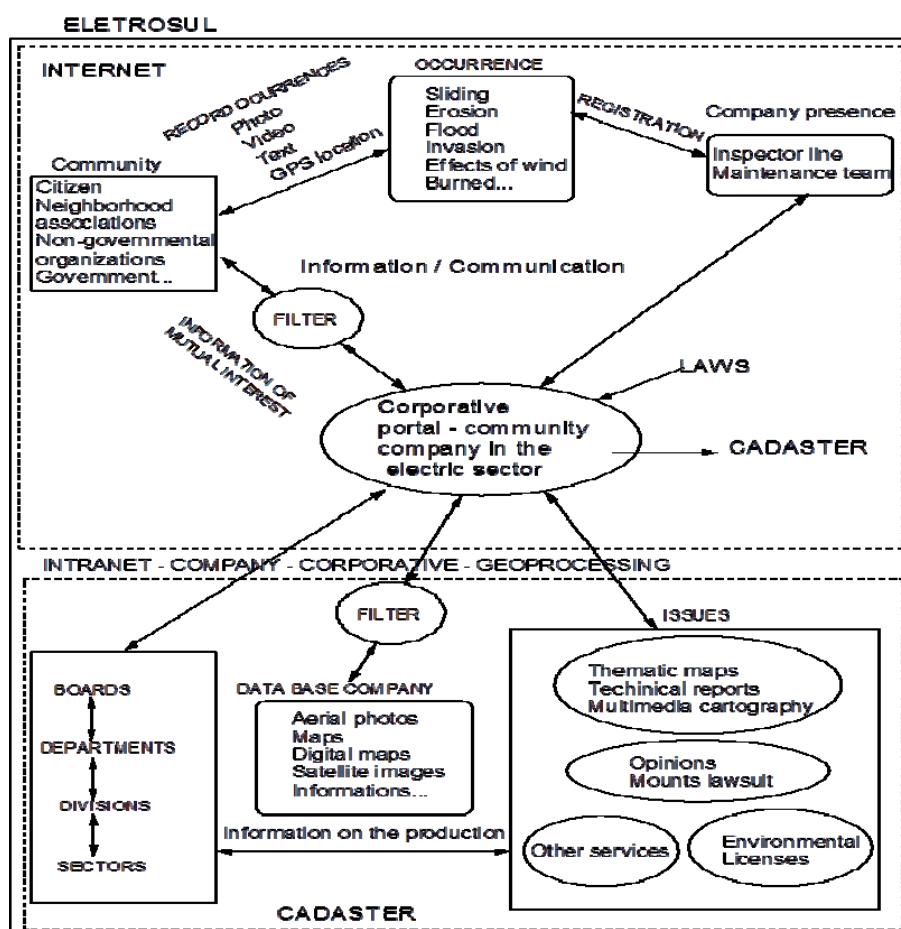 ELETROSUL
INTERNET
RECORD OCURRENCES
Photo
Video
Text
GPS location
OCCURRENCE
Sliding
Erosion
Flood
Invasion
Effects of wind
Burned...
REGISTRATION
Company presence
Inspector line
Maintenance team
Community
Citizen
Neighborhood
associations
Non-governmental
organizations
Government...
Information / Communication
FILTER
INFORMATION OF
MUTUAL INTEREST
LAWS
Corporative
portal - community
company in the
electric sector
CADASTER
INTRANET - COMPANY - CORPORATIVE - GEOPROCESSING
FILTER
ISSUES
BOARDS
DEPARTMENTS
DIVISIONS
SECTORS
DATA BASE COMPANY
Aerial photos
Maps
Digital maps
Satellite images
Informations...
Information on the production
Thematic maps
Techinical reports
Multimedia cartography
Opinions
Mounts lawsult
Other services
Environmental
Licenses
CADASTER